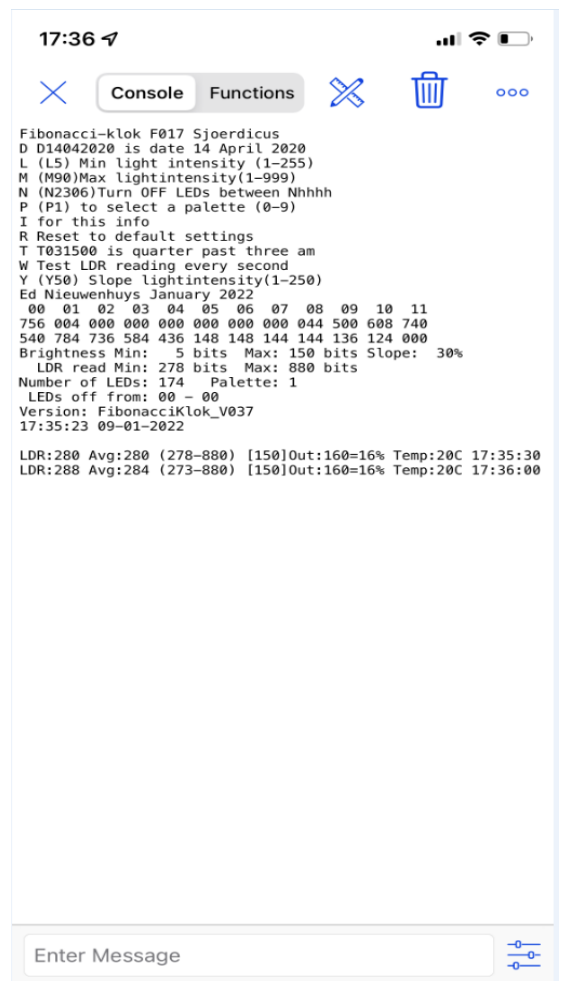 17:36
Console Functions
Fibonacci-klok F017 Sjoerdicus
D D14042020 is date 14 April 2020
L (L5) Min light intensity (1-255)
M (M90)Max lightintensity(1-999)
N (N2306)Turn OFF LEDs between Nhhhh
P (P1) to select a palette (0-9)
I for this info
R Reset to default settings
T T031500 is quarter past three am
W Test LDR reading every second
Y (Y50) Slope lightintensity(1-250)
Ed Nieuwenhuys January 2022
00 01 02 03 04 05 06 07 08 09 10 11
756 004 000 000 000 000 000 000 044 500 608 740
540 784 736 584 436 148 148 144 144 136 124 000
Brightness Min: 5 bits Max: 150 bits Slope: 30%
LDR read Min: 278 bits Max: 880 bits
Number of LEDs: 174 Palette: 1
LEDs off from: 00 - 00
Version: FibonacciKlok_V037
17:35:23 09-01-2022
LDR:280 Avg:280 (278-880) [150]Out:160=16% Temp:20C 17:35:30
LDR:288 Avg:284 (273-880) [150]Out:160=16% Temp:20C 17:36:00
Enter Message